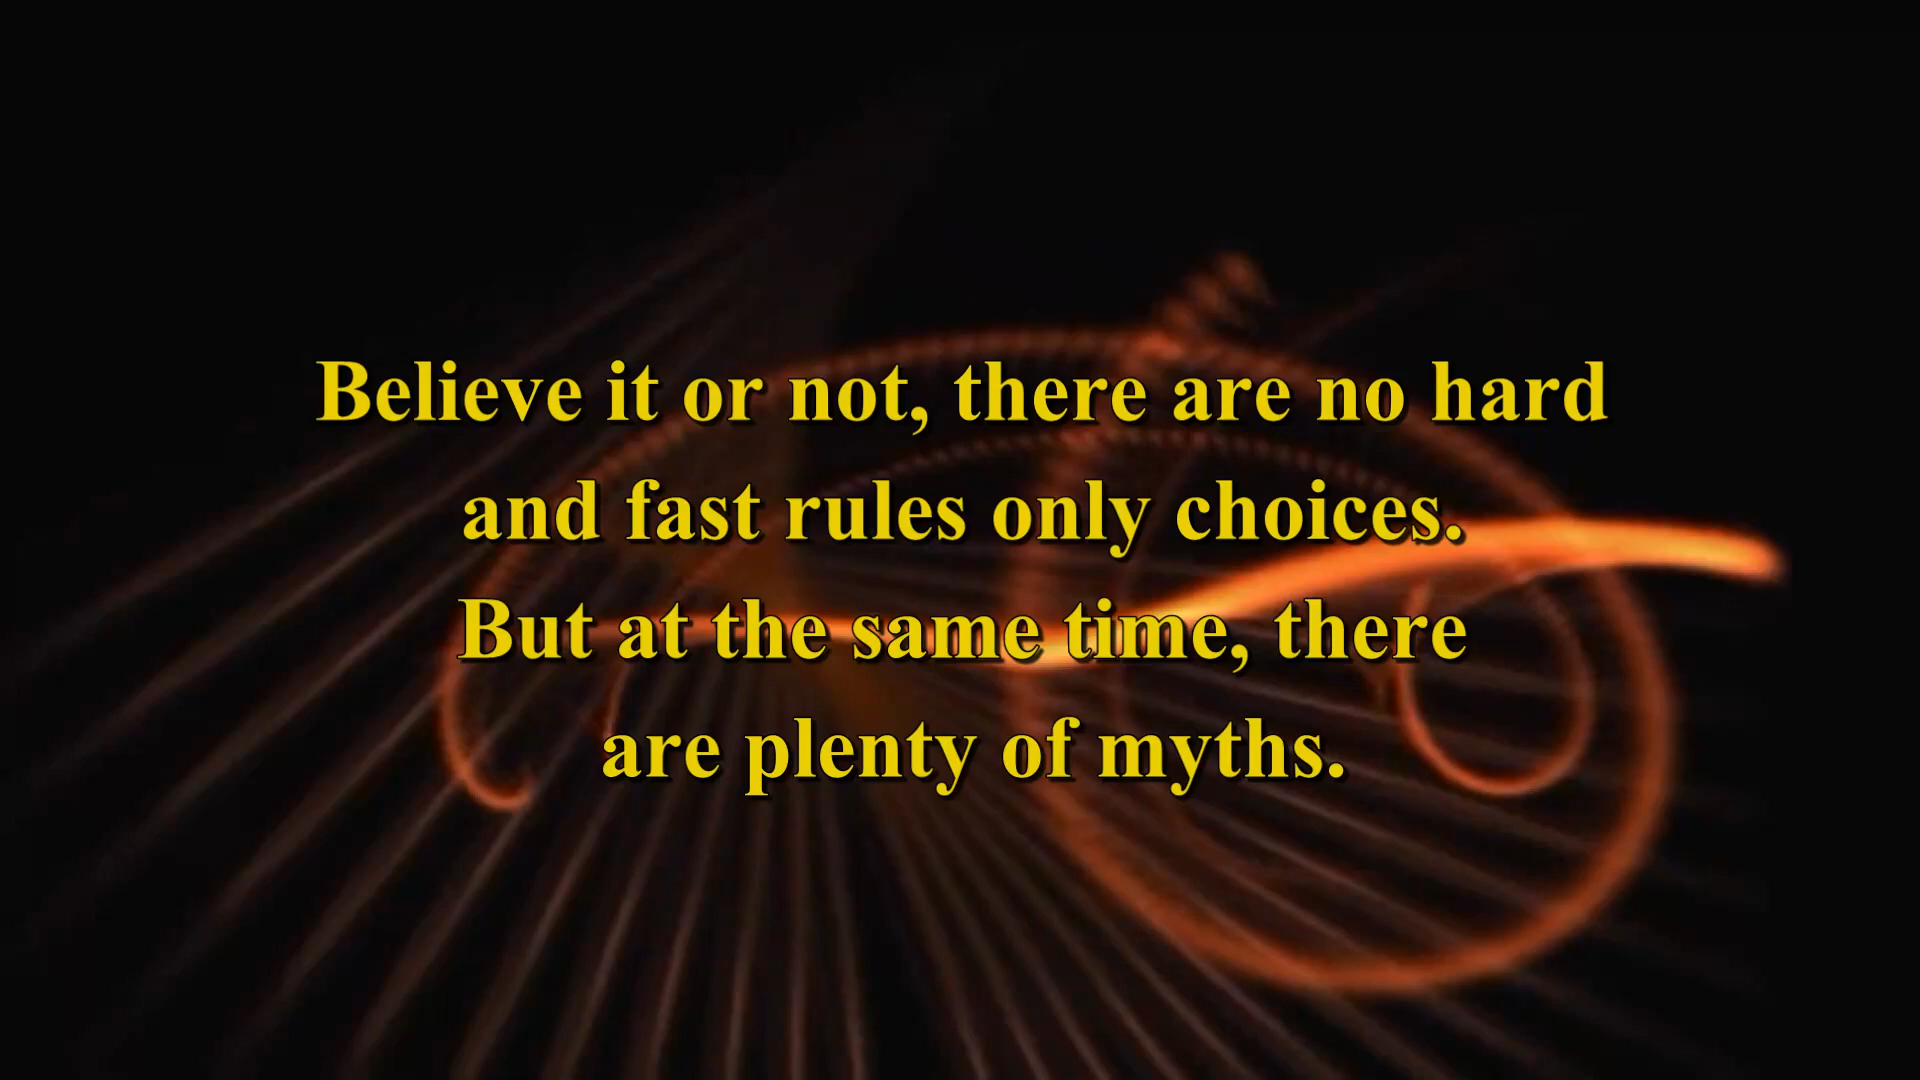 Believe it or not, there are no hard
and fast rules only choices.
But at the same time, there
are plenty of myths.